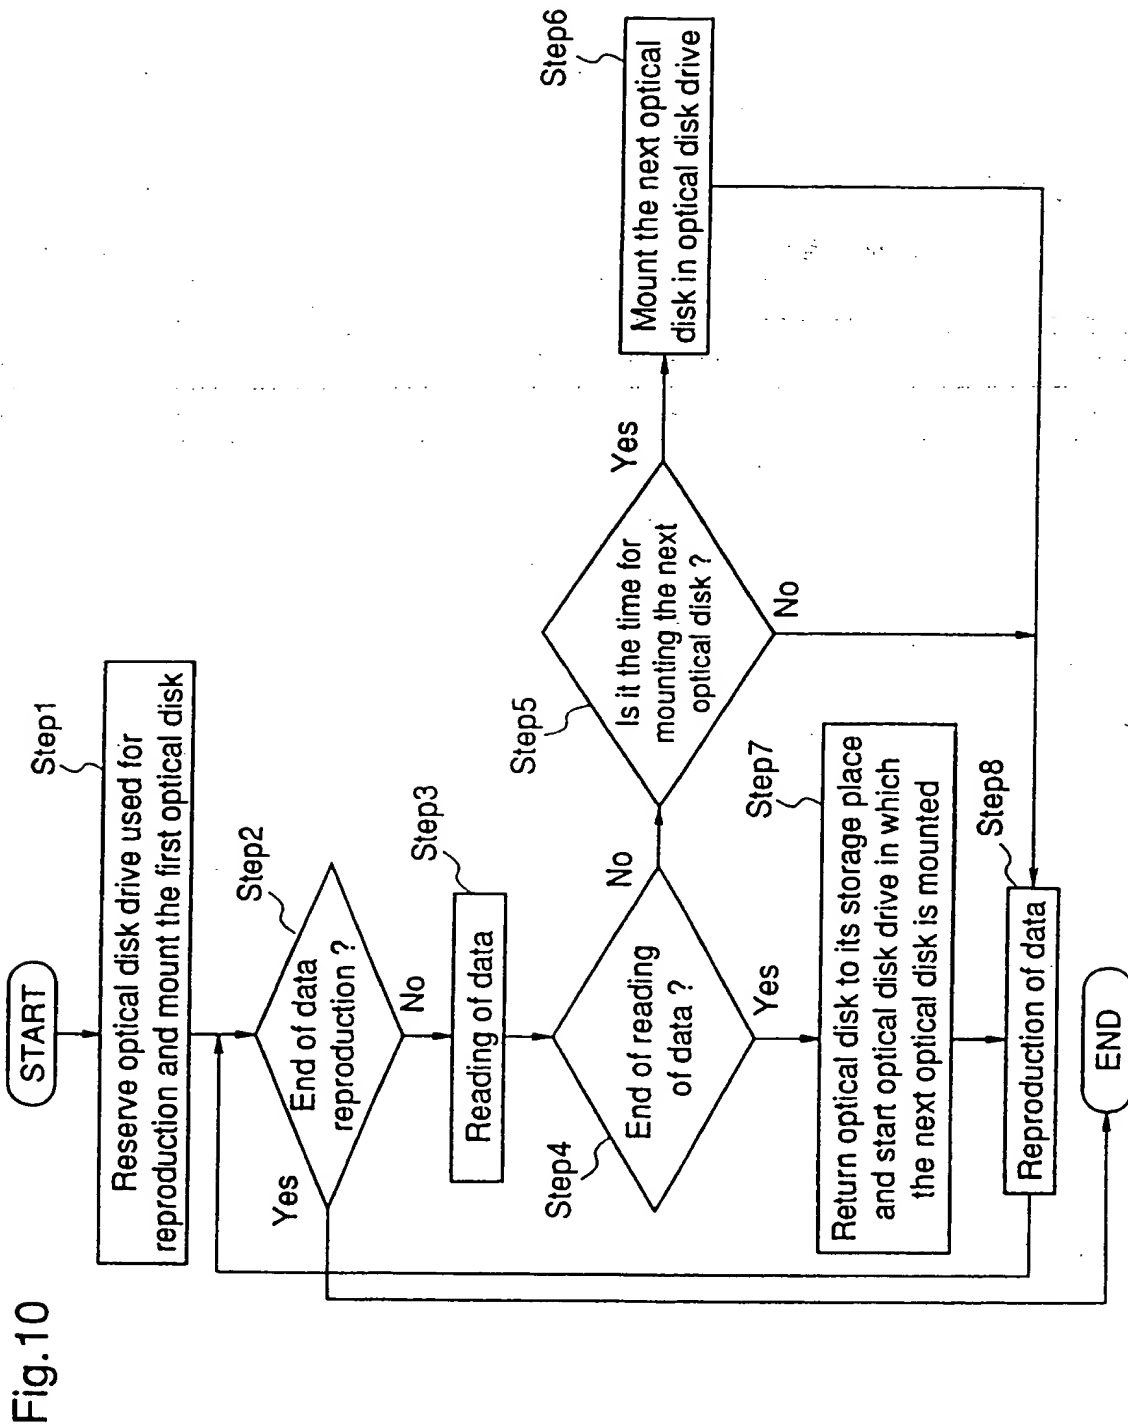 Fig.10
START
Step1
Reserve optical disk drive used for
reproduction and mount the first optical disk
Step2
End of data
reproduction ?
Yes
No
Step3
Reading of data
Step4
End of reading
of data ?
No
Yes
Step5
Is it the time for
mounting the next
optical disk ?
Yes
No
Step6
Mount the next optical
disk in optical disk drive
Step7
Return optical disk to its storage place
and start optical disk drive in which
the next optical disk is mounted
Step8
Reproduction of data
END